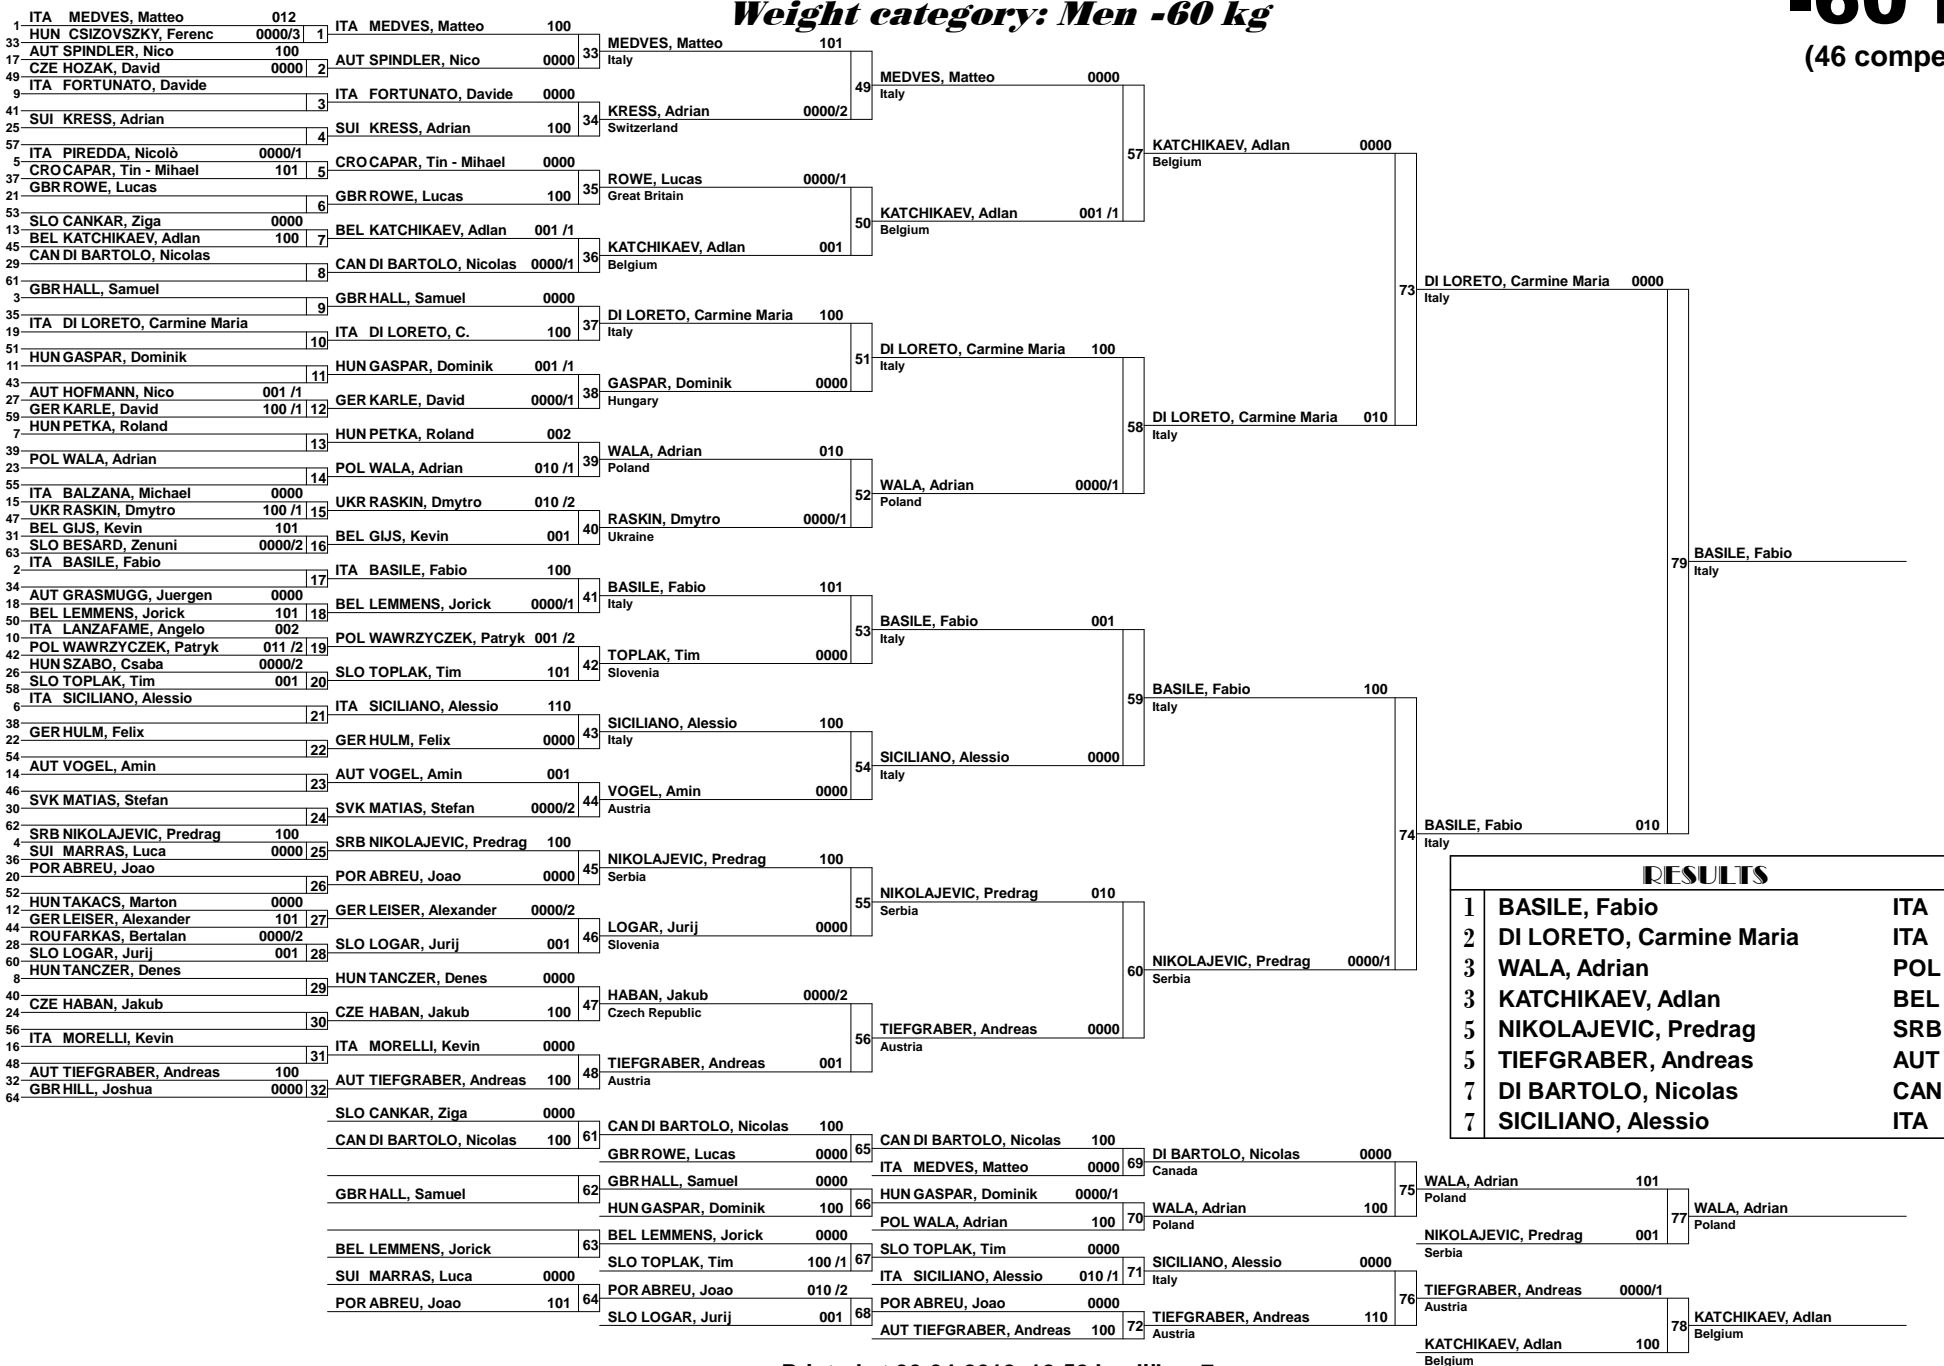 Weight category: Men -60 kg
-60
(46 compe
1 ITA MEDVES, Matteo 012
33 HUN CSIZOVSZKY, Ferenc 0000/3 1
17 AUT SPINDLER, Nico 100
49 CZE HOZAK, David 0000 2
9 ITA FORTUNATO, Davide
41 3
25 SUI KRESS, Adrian
57 4
5 ITA PIREDDA, Nicolò 0000/1
37 CRO CAPAR, Tin - Mihael 101 5
21 GBR ROWE, Lucas
53 6
13 SLO CANKAR, Ziga 0000
45 BEL KATCHIKAEV, Adlan 100 7
29 CAN DI BARTOLO, Nicolas
61 8
3 GBR HALL, Samuel
35 9
19 ITA DI LORETO, Carmine Maria
51 10
11 HUN GASPAR, Dominik
43 11
27 AUT HOFMANN, Nico 001 /1
59 GER KARLE, David 100 /1 12
7 HUN PETKA, Roland
39 13
23 POL WALA, Adrian
55 14
15 ITA BALZANA, Michael 0000
47 UKR RASKIN, Dmytro 100 /1 15
31 BEL GIJS, Kevin 101
63 SLO BESARD, Zenuni 0000/2 16
2 ITA BASILE, Fabio
34 17
18 AUT GRASMUGG, Juergen 0000
50 BEL LEMMENS, Jorick 101 18
10 ITA LANZAFAME, Angelo 002
42 POL WAWRZYCZEK, Patryk 011 /2 19
26 HUN SZABO, Csaba 0000/2
58 SLO TOPLAK, Tim 001 20
6 ITA SICILIANO, Alessio
38 21
22 GER HULM, Felix
54 22
14 AUT VOGEL, Amin
46 23
30 SVK MATIAS, Stefan
62 24
4 SRB NIKOLAJEVIC, Predrag 100
36 SUI MARRAS, Luca 0000 25
20 POR ABREU, Joao
52 26
12 HUN TAKACS, Marton 0000
44 GER LEISER, Alexander 101 27
28 ROU FARKAS, Bertalan 0000/2
60 SLO LOGAR, Jurij 001 28
8 HUN TANCZER, Denes
40 29
24 CZE HABAN, Jakub
56 30
16 ITA MORELLI, Kevin
48 31
32 AUT TIEFGRABER, Andreas 100
64 GBR HILL, Joshua 0000 32
ITA MEDVES, Matteo 100
AUT SPINDLER, Nico 0000 33
ITA FORTUNATO, Davide 0000
SUI KRESS, Adrian 100 34
CRO CAPAR, Tin - Mihael 0000
GBR ROWE, Lucas 100 35
BEL KATCHIKAEV, Adlan 001 /1
CAN DI BARTOLO, Nicolas 0000/1 36
GBR HALL, Samuel 0000
ITA DI LORETO, C. 100 37
HUN GASPAR, Dominik 001 /1
GER KARLE, David 0000/1 38
HUN PETKA, Roland 002
POL WALA, Adrian 010 /1 39
UKR RASKIN, Dmytro 010 /2
BEL GIJS, Kevin 001 40
ITA BASILE, Fabio 100
BEL LEMMENS, Jorick 0000/1 41
POL WAWRZYCZEK, Patryk 001 /2
SLO TOPLAK, Tim 101 42
ITA SICILIANO, Alessio 110
GER HULM, Felix 0000 43
AUT VOGEL, Amin 001
SVK MATIAS, Stefan 0000/2 44
SRB NIKOLAJEVIC, Predrag 100
POR ABREU, Joao 0000 45
GER LEISER, Alexander 0000/2
SLO LOGAR, Jurij 001 46
HUN TANCZER, Denes 0000
CZE HABAN, Jakub 100 47
ITA MORELLI, Kevin 0000
AUT TIEFGRABER, Andreas 100 48
MEDVES, Matteo 101
Italy
KRESS, Adrian 0000/2 49
Switzerland
ROWE, Lucas 0000/1
Great Britain
KATCHIKAEV, Adlan 001 50
Belgium
DI LORETO, Carmine Maria 100
Italy
GASPAR, Dominik 0000 51
Hungary
WALA, Adrian 010
Poland
RASKIN, Dmytro 0000/1 52
Ukraine
BASILE, Fabio 101
Italy
TOPLAK, Tim 0000 53
Slovenia
SICILIANO, Alessio 100
Italy
VOGEL, Amin 0000 54
Austria
NIKOLAJEVIC, Predrag 100
Serbia
LOGAR, Jurij 0000 55
Slovenia
HABAN, Jakub 0000/2
Czech Republic
TIEFGRABER, Andreas 001 56
Austria
MEDVES, Matteo 0000
Italy
KATCHIKAEV, Adlan 001 /1 57
Belgium
DI LORETO, Carmine Maria 100
Italy
WALA, Adrian 0000/1 58
Poland
BASILE, Fabio 001
Italy
SICILIANO, Alessio 0000 59
Italy
NIKOLAJEVIC, Predrag 010
Serbia
TIEFGRABER, Andreas 0000 60
Austria
KATCHIKAEV, Adlan 0000
Belgium
DI LORETO, Carmine Maria 010 73
Italy
BASILE, Fabio 100
Italy
NIKOLAJEVIC, Predrag 0000/1 74
Serbia
DI LORETO, Carmine Maria 0000
Italy
BASILE, Fabio 010 79
Italy
BASILE, Fabio
Italy
RESULTS
1 BASILE, Fabio ITA
2 DI LORETO, Carmine Maria ITA
3 WALA, Adrian POL
3 KATCHIKAEV, Adlan BEL
5 NIKOLAJEVIC, Predrag SRB
5 TIEFGRABER, Andreas AUT
7 DI BARTOLO, Nicolas CAN
7 SICILIANO, Alessio ITA
SLO CANKAR, Ziga 0000
CAN DI BARTOLO, Nicolas 100 61
GBR HALL, Samuel 62
BEL LEMMENS, Jorick 63
SUI MARRAS, Luca 0000
POR ABREU, Joao 101 64
CAN DI BARTOLO, Nicolas 100
GBR ROWE, Lucas 0000 65
GBR HALL, Samuel 0000
HUN GASPAR, Dominik 100 66
BEL LEMMENS, Jorick 0000
SLO TOPLAK, Tim 100 /1 67
POR ABREU, Joao 010 /2
SLO LOGAR, Jurij 001 68
CAN DI BARTOLO, Nicolas 100
ITA MEDVES, Matteo 0000 69
HUN GASPAR, Dominik 0000/1
POL WALA, Adrian 100 70
SLO TOPLAK, Tim 0000
ITA SICILIANO, Alessio 010 /1 71
POR ABREU, Joao 0000
AUT TIEFGRABER, Andreas 100 72
DI BARTOLO, Nicolas 0000
Canada
WALA, Adrian 100 75
Poland
SICILIANO, Alessio 0000
Italy
TIEFGRABER, Andreas 110 76
Austria
WALA, Adrian 101
Poland
NIKOLAJEVIC, Predrag 001 77
Serbia
TIEFGRABER, Andreas 0000/1
Austria
KATCHIKAEV, Adlan 100 78
Belgium
WALA, Adrian
Poland
KATCHIKAEV, Adlan
Belgium